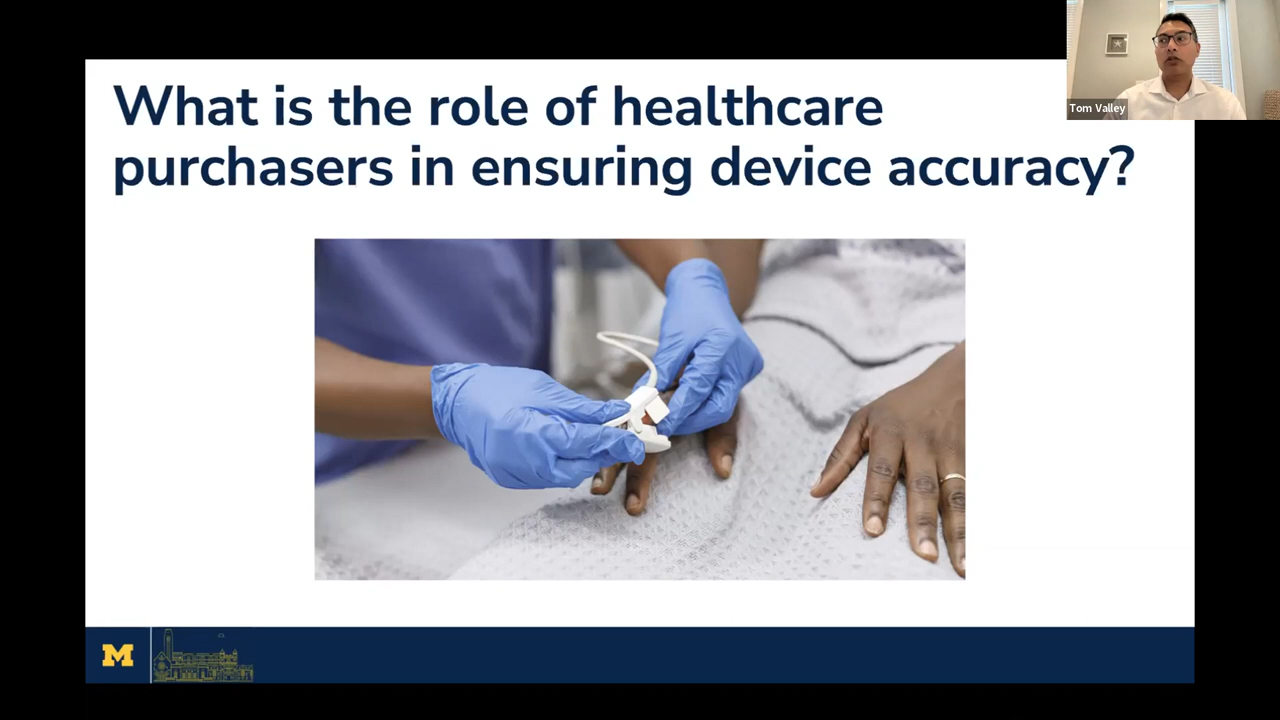 What is the role of healthcare
purchasers in ensuring device accuracy?
Tom Valley
M